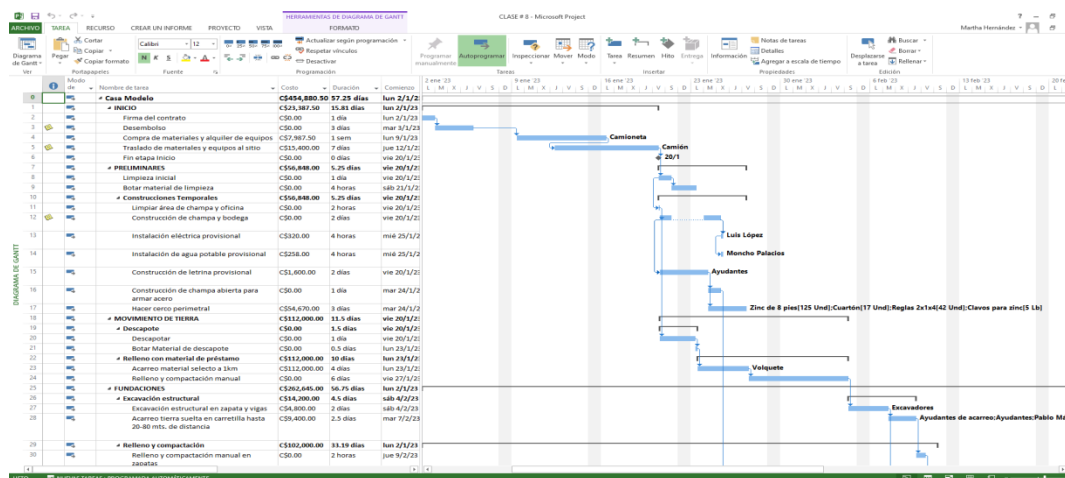 HERRAMIENTAS DE DIAGRAMA DE GANTT
CLASE # 8 - Microsoft Project
ARCHIVO TAREA RECURSO CREAR UN INFORME PROYECTO VISTA FORMATO
Martha Hernández
Diagrama de Gantt
Ver
Pegar
Cortar
Copiar
Copiar formato
Portapapeles
Calibri 12
N K S
Fuente
Actualizar según programación
Respetar vínculos
Desactivar
Programación
Programar manualmente
Autoprogramar
Inspeccionar Mover Modo
Tareas
Tarea Resumen Hito Entrega
Insertar
Información
Notas de tareas
Detalles
Agregar a escala de tiempo
Propiedades
Desplazarse a tarea
Buscar
Borrar
Rellenar
Edición
Modo de
Nombre de tarea
Costo
Duración
Comienzo
2 ene '23 9 ene '23 16 ene '23 23 ene '23 30 ene '23 6 feb '23 13 feb '23
0 Casa Modelo C$454,880.50 57.25 días lun 2/1/2
1 INICIO C$23,387.50 15.81 días lun 2/1/23
2 Firma del contrato C$0.00 1 día lun 2/1/23
3 Desembolso C$0.00 3 días mar 3/1/23
4 Compra de materiales y alquiler de equipos C$7,987.50 1 sem lun 9/1/23 Camioneta
5 Traslado de materiales y equipos al sitio C$15,400.00 7 días jue 12/1/2 Camión
6 Fin etapa Inicio C$0.00 0 días vie 20/1/2 20/1
7 PRELIMINARES C$56,848.00 5.25 días vie 20/1/2
8 Limpieza inicial C$0.00 1 día vie 20/1/2
9 Botar material de limpieza C$0.00 4 horas sáb 21/1/2
10 Construcciones Temporales C$56,848.00 5.25 días vie 20/1/2
11 Limpiar área de champa y oficina C$0.00 2 horas vie 20/1/2
12 Construcción de champa y bodega C$0.00 2 días vie 20/1/2
13 Instalación eléctrica provisional C$320.00 4 horas mié 25/1/2 Luis López
14 Instalación de agua potable provisional C$258.00 4 horas mié 25/1/2 Moncho Palacios
15 Construcción de letrina provisional C$1,600.00 2 días vie 20/1/2 Ayudantes
16 Construcción de champa abierta para armar acero C$0.00 1 día mar 24/1/2
17 Hacer cerco perimetral C$54,670.00 3 días mar 24/1/2 Zinc de 8 pies[125 Und];Cuartón[17 Und];Reglas 2x1x4[42 Und];Clavos para zinc[5 Lb]
18 MOVIMIENTO DE TIERRA C$112,000.00 11.5 días vie 20/1/2
19 Descapote C$0.00 1.5 días vie 20/1/2
20 Descapotar C$0.00 1 día vie 20/1/2
21 Botar Material de descapote C$0.00 0.5 días lun 23/1/2
22 Relleno con material de préstamo C$112,000.00 10 días lun 23/1/2
23 Acarreo material selecto a 1km C$112,000.00 4 días lun 23/1/2 Volquete
24 Relleno y compactación manual C$0.00 6 días vie 27/1/2
25 FUNDACIONES C$262,645.00 56.75 días lun 2/1/23
26 Excavación estructural C$14,200.00 4.5 días sáb 4/2/23
27 Excavación estructural en zapata y vigas C$4,800.00 2 días sáb 4/2/23 Excavadores
28 Acarreo tierra suelta en carretilla hasta 20-80 mts. de distancia C$9,400.00 2.5 días mar 7/2/23 Ayudantes de acarreo;Ayudantes;Pablo
29 Relleno y compactación C$102,000.00 33.19 días lun 2/1/23
30 Relleno y compactación manual en zapatas C$0.00 2 horas jue 9/2/23
DIAGRAMA DE GANTT